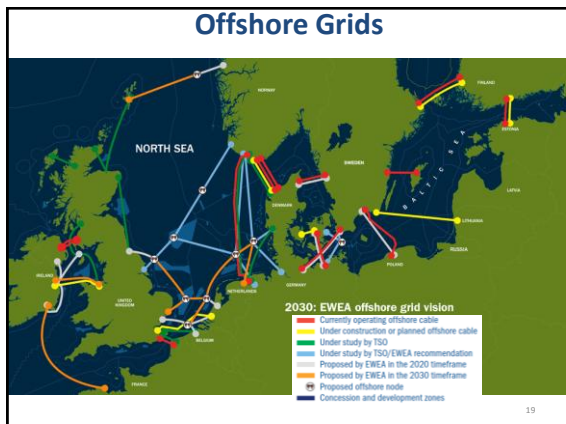 Offshore Grids
NORWAY
FINLAND
NORTH SEA
ESTONIA
SWEDEN
BALTIC SEA
LATVIA
DENMARK
LITHUANIA
IRELAND
RUSSIA
UNITED
KINGDOM
NETHERLANDS
GERMANY
POLAND
BELGIUM
FRANCE
2030: EWEA offshore grid vision
Currently operating offshore cable
Under construction or planned offshore cable
Under study by TSO
Under study by TSO/EWEA recommendation
Proposed by EWEA in the 2020 timeframe
Proposed by EWEA in the 2030 timeframe
Proposed offshore node
Concession and development zones
19